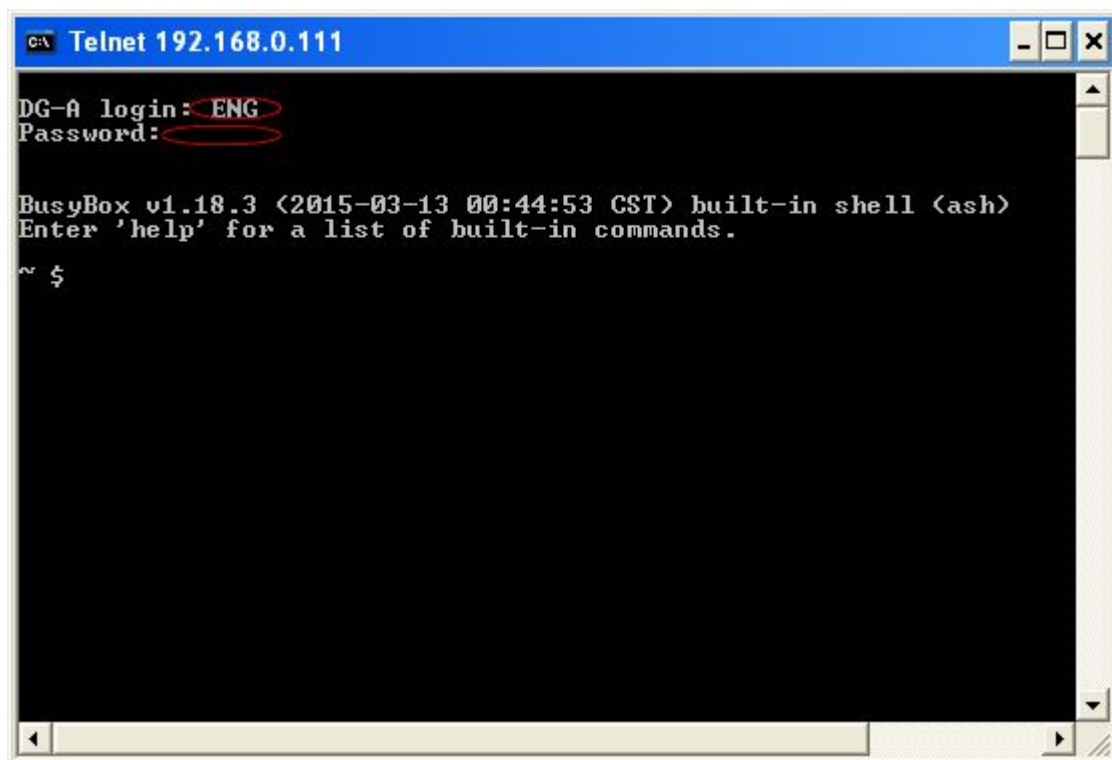 C:\ Telnet 192.168.0.111
DG-A login: ENG
Password:
BusyBox v1.18.3 (2015-03-13 00:44:53 CST) built-in shell (ash)
Enter 'help' for a list of built-in commands.
~ $